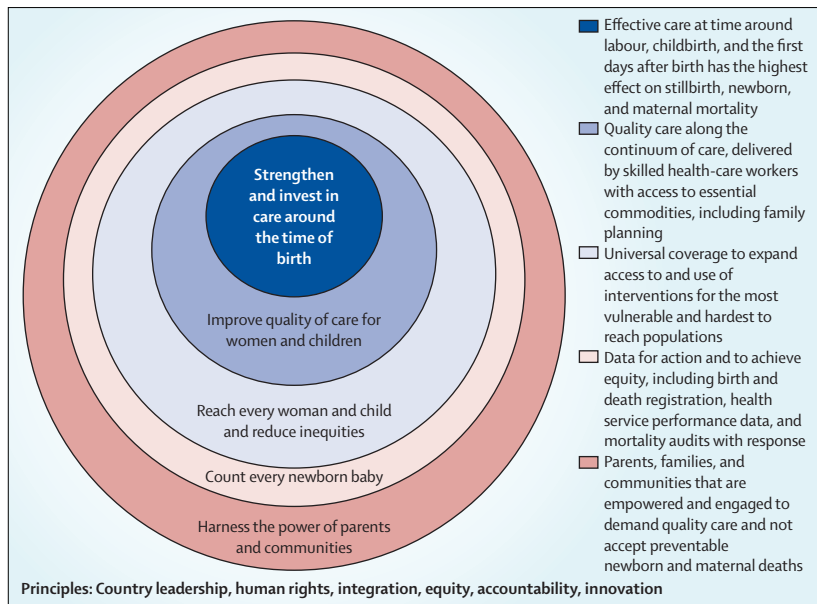 Strengthen
and invest in
care around
the time of
birth
Improve quality of care for
women and children
Reach every woman and child
and reduce inequities
Count every newborn baby
Harness the power of parents
and communities
Effective care at time around
labour, childbirth, and the first
days after birth has the highest
effect on stillbirth, newborn,
and maternal mortality
Quality care along the
continuum of care, delivered
by skilled health-care workers
with access to essential
commodities, including family
planning
Universal coverage to expand
access to and use of
interventions for the most
vulnerable and hardest to
reach populations
Data for action and to achieve
equity, including birth and
death registration, health
service performance data, and
mortality audits with response
Parents, families, and
communities that are
empowered and engaged to
demand quality care and not
accept preventable
newborn and maternal deaths
Principles: Country leadership, human rights, integration, equity, accountability, innovation